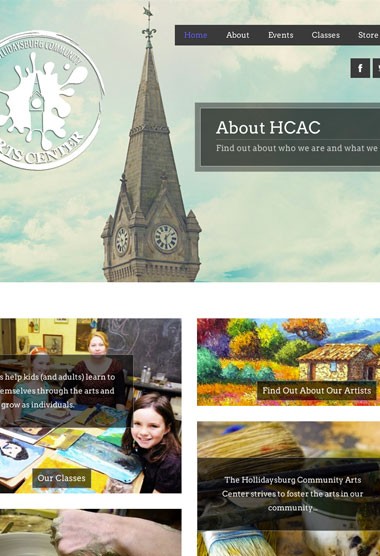 Home About Events Classes Store
HOLLIDAYSBURG COMMUNITY
ARTS CENTER
About HCAC
Find out about who we are and what we
help kids (and adults) learn to
through the arts and
grow as individuals.
Our Classes
Find Out About Our Artists
The Hollidaysburg Community Arts
Center strives to foster the arts in our
community...